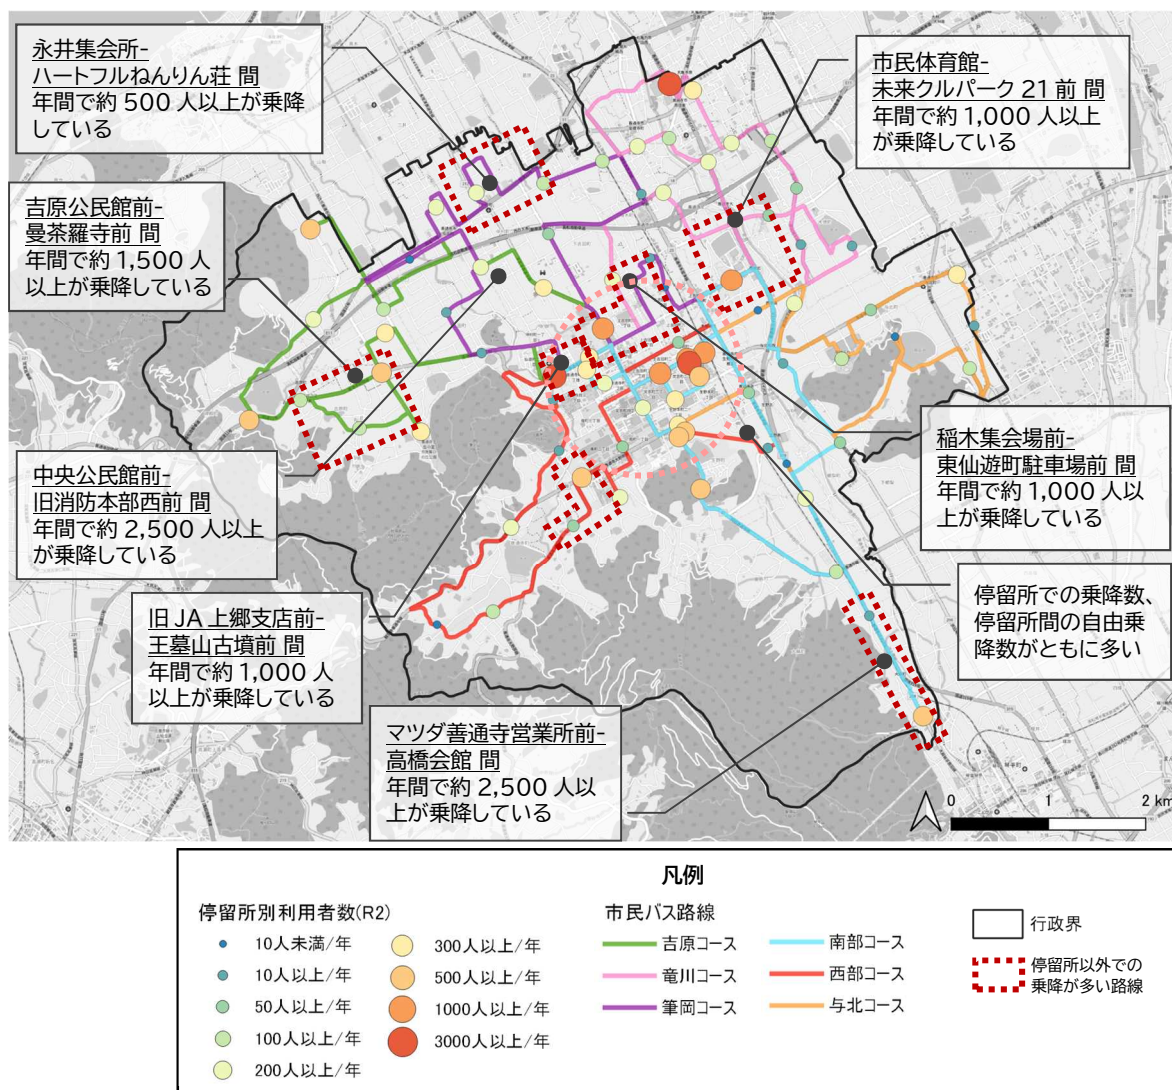 永井集会所-
ハートフルねんりん荘 間
年間で約 500 人以上が乗降
している
市民体育館-
未来クルパーク 21 前 間
年間で約 1,000 人以上
が乗降している
吉原公民館前-
曼荼羅寺前 間
年間で約 1,500 人
以上が乗降している
中央公民館前-
旧消防本部西前 間
年間で約 2,500 人以上
が乗降している
稲木集会場前-
東仙遊町駐車場前 間
年間で約 1,000 人以
上が乗降している
旧 JA 上郷支店前-
王墓山古墳前 間
年間で約 1,000 人
以上が乗降している
停留所での乗降数、
停留所間の自由乗
降数がともに多い
マツダ善通寺営業所前-
高橋会館 間
年間で約 2,500 人以
上が乗降している
0 1 2 km
凡例
停留所別利用者数(R2)
10人未満/年
10人以上/年
50人以上/年
100人以上/年
200人以上/年
300人以上/年
500人以上/年
1000人以上/年
3000人以上/年
市民バス路線
吉原コース
竜川コース
筆岡コース
南部コース
西部コース
与北コース
行政界
停留所以外での
乗降が多い路線